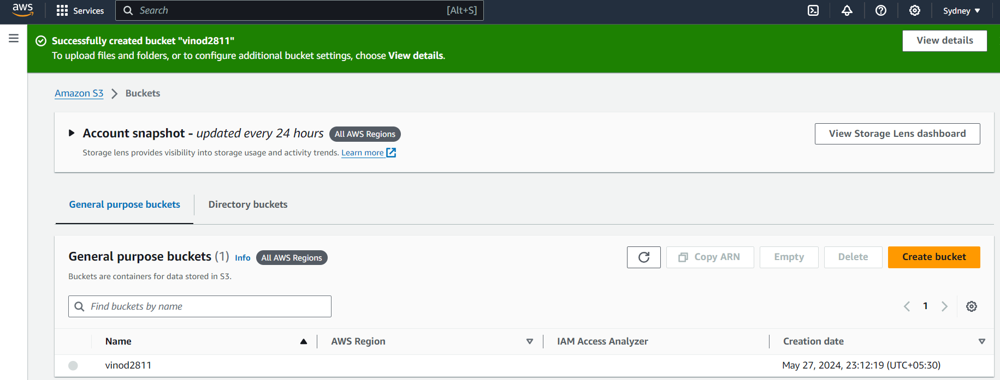 aws Services Search [Alt+S] Sydney
Successfully created bucket "vinod2811"
View details
To upload files and folders, or to configure additional bucket settings, choose View details.
Amazon S3 Buckets
Account snapshot - updated every 24 hours All AWS Regions
View Storage Lens dashboard
Storage lens provides visibility into storage usage and activity trends. Learn more
General purpose buckets Directory buckets
General purpose buckets (1) Info All AWS Regions
Copy ARN Empty Delete Create bucket
Buckets are containers for data stored in S3.
Find buckets by name
1
Name AWS Region IAM Access Analyzer Creation date
vinod2811 May 27, 2024, 23:12:19 (UTC+05:30)